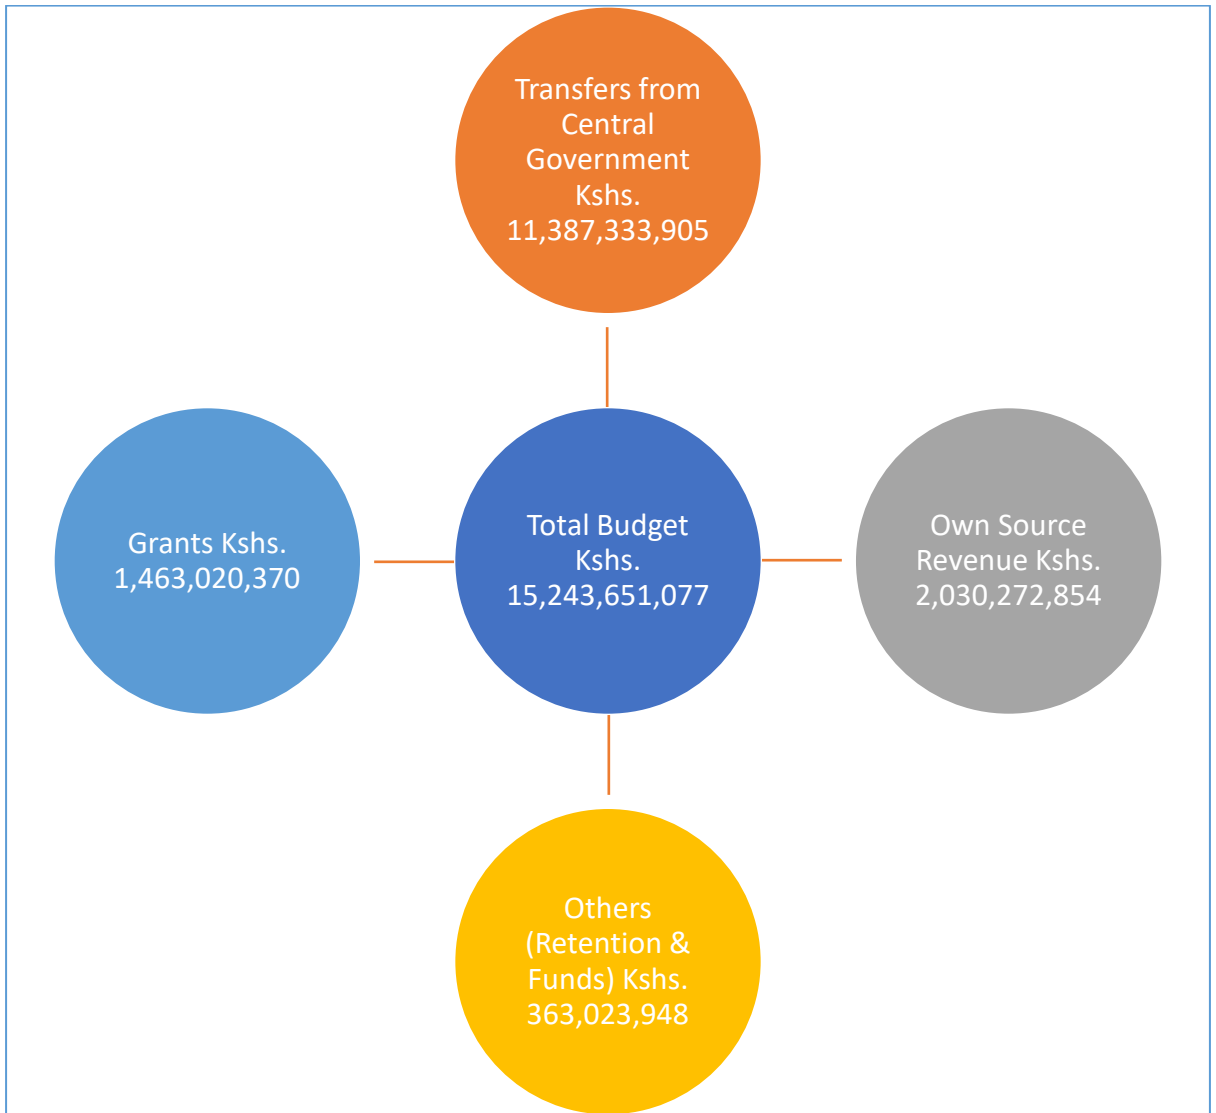 Transfers from
Central
Government
Kshs.
11,387,333,905
Grants Kshs.
1,463,020,370
Total Budget
Kshs.
15,243,651,077
Own Source
Revenue Kshs.
2,030,272,854
Others
(Retention &
Funds) Kshs.
363,023,948